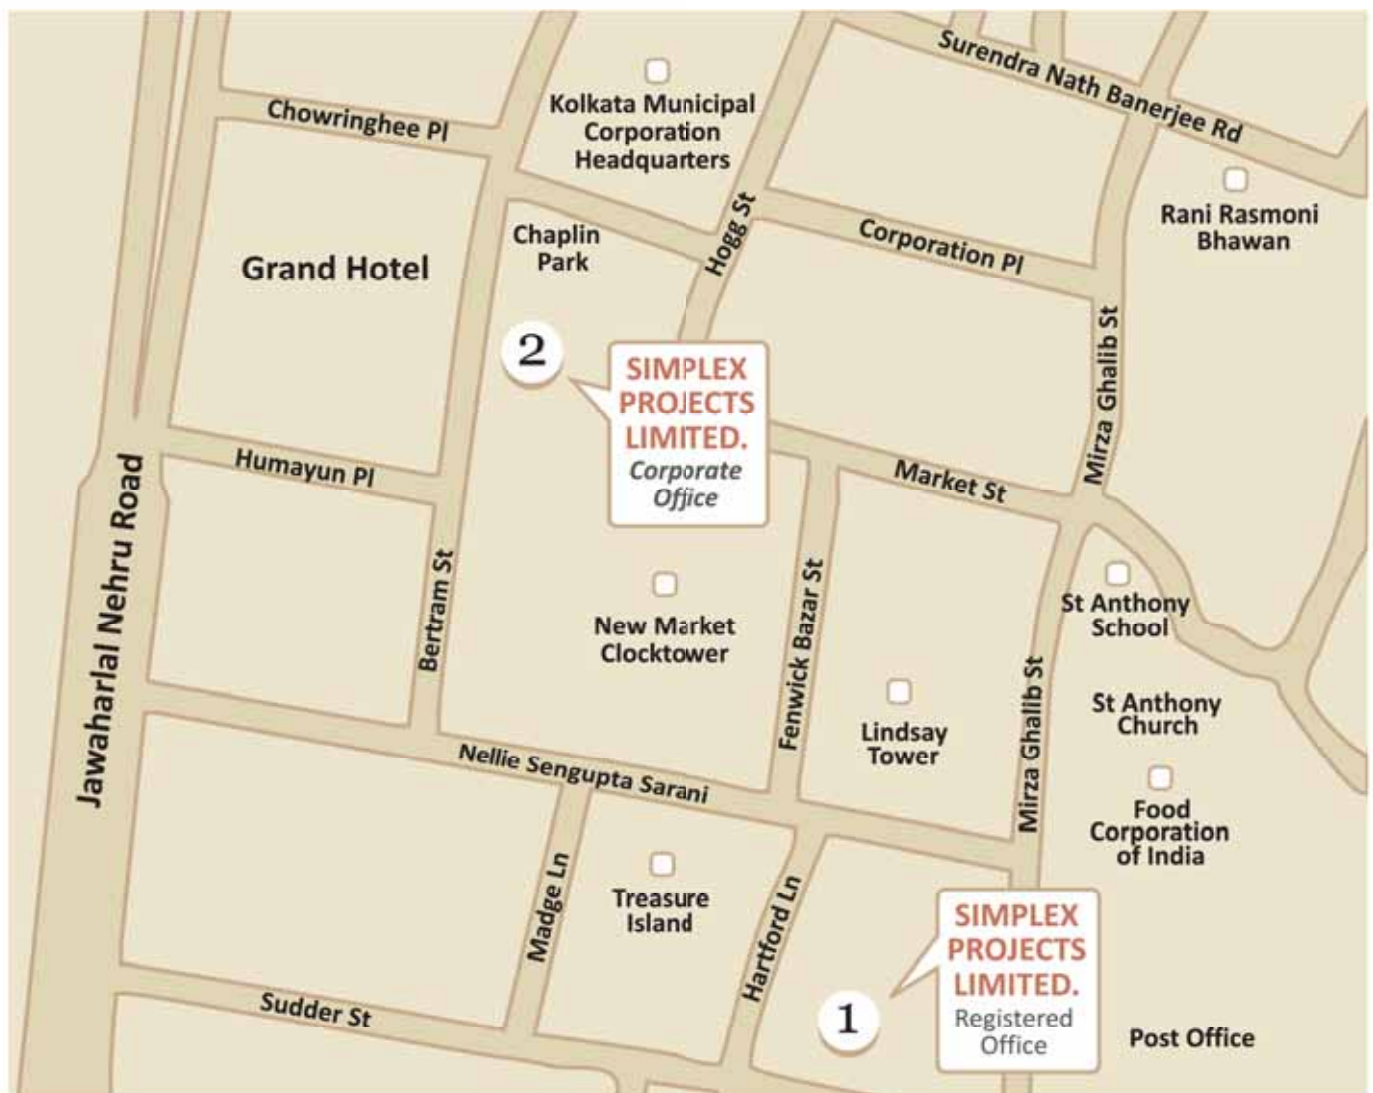 Surendra Nath Banerjee Rd
Kolkata Municipal
Corporation
Headquarters
Chowringhee Pl
Rani Rasmoni
Bhawan
Chaplin
Park
Hogg St
Corporation Pl
Grand Hotel
2
SIMPLEX
PROJECTS
LIMITED.
Corporate
Office
Mirza Ghalib St
Humayun Pl
Market St
Jawaharlal Nehru Road
Bertram St
New Market
Clocktower
Fenwick Bazar St
St Anthony
School
Lindsay
Tower
Mirza Ghalib St
St Anthony
Church
Nellie Sengupta Sarani
Food
Corporation
of India
Madge Ln
Treasure
Island
Hartford Ln
SIMPLEX
PROJECTS
LIMITED.
Registered
Office
1
Sudder St
Post Office